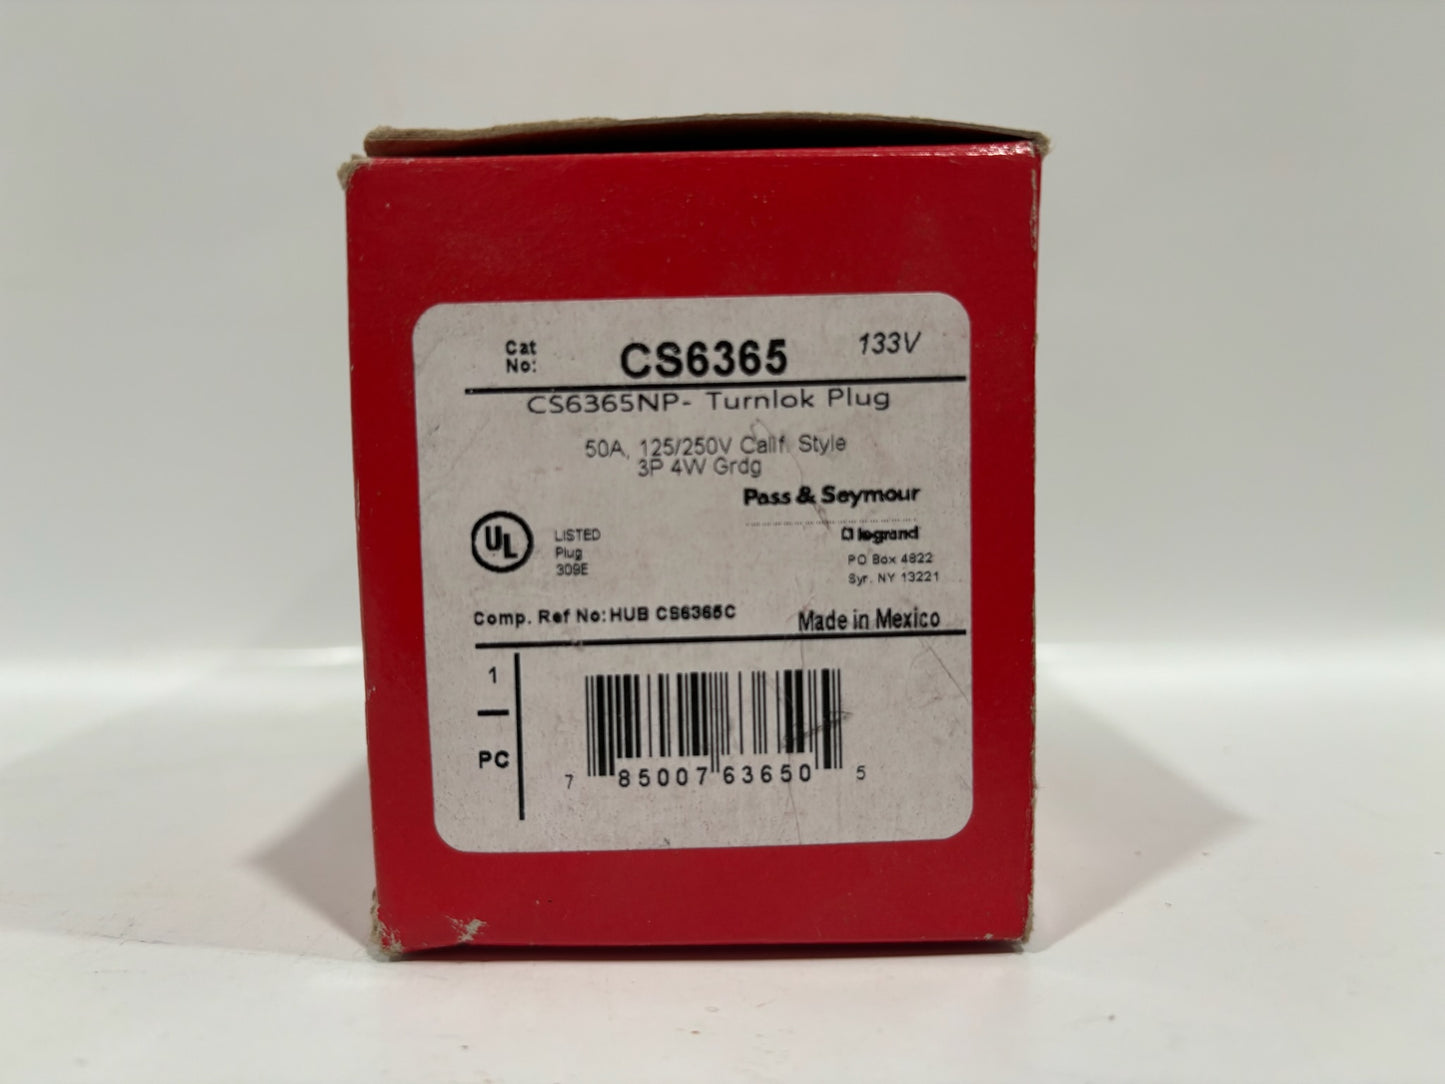 Cat No: CS6365 133V
CS6365NP- Turnlok Plug
50A, 125/250V Calif. Style
3P 4W Grdg
Pass & Seymour
legrand
UL LISTED
Plug
309E
PO Box 4822
Syr. NY 13221
Comp. Ref No: HUB CS6365C Made in Mexico
1
PC
7 85007 63650 5